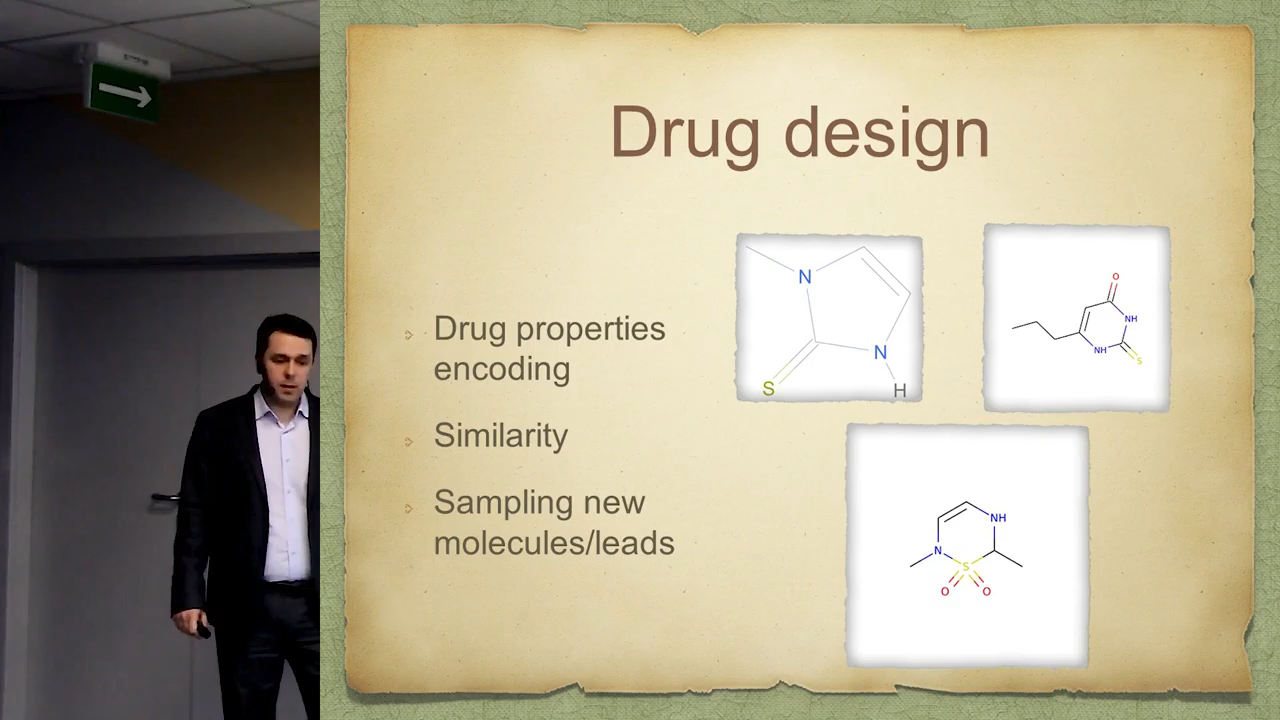 Drug design
Drug properties
encoding
Similarity
Sampling new
molecules/leads
N
N
S
H
O
NH
NH
S
NH
N
S
O
O